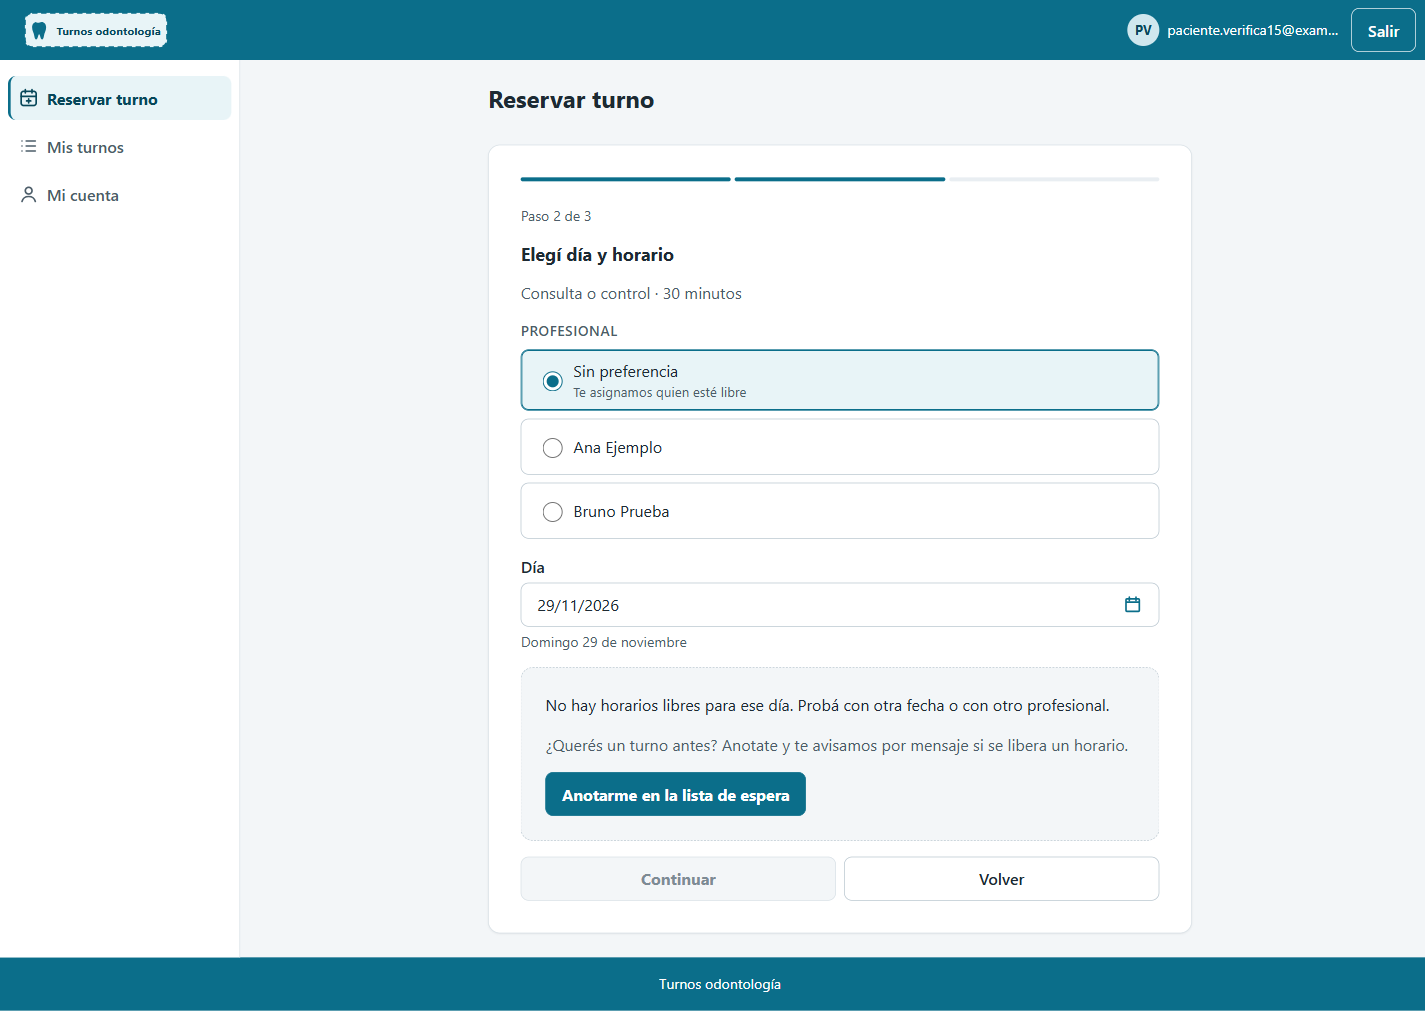 Turnos odontología
PV
paciente.verifica15@exam...
Salir
Reservar turno
Mis turnos
Mi cuenta
Reservar turno
Paso 2 de 3
Elegí día y horario
Consulta o control · 30 minutos
PROFESIONAL
Sin preferencia
Te asignamos quien esté libre
Ana Ejemplo
Bruno Prueba
Día
29/11/2026
Domingo 29 de noviembre
No hay horarios libres para ese día. Probá con otra fecha o con otro profesional.
¿Querés un turno antes? Anotate y te avisamos por mensaje si se libera un horario.
Anotarme en la lista de espera
Continuar
Volver
Turnos odontología